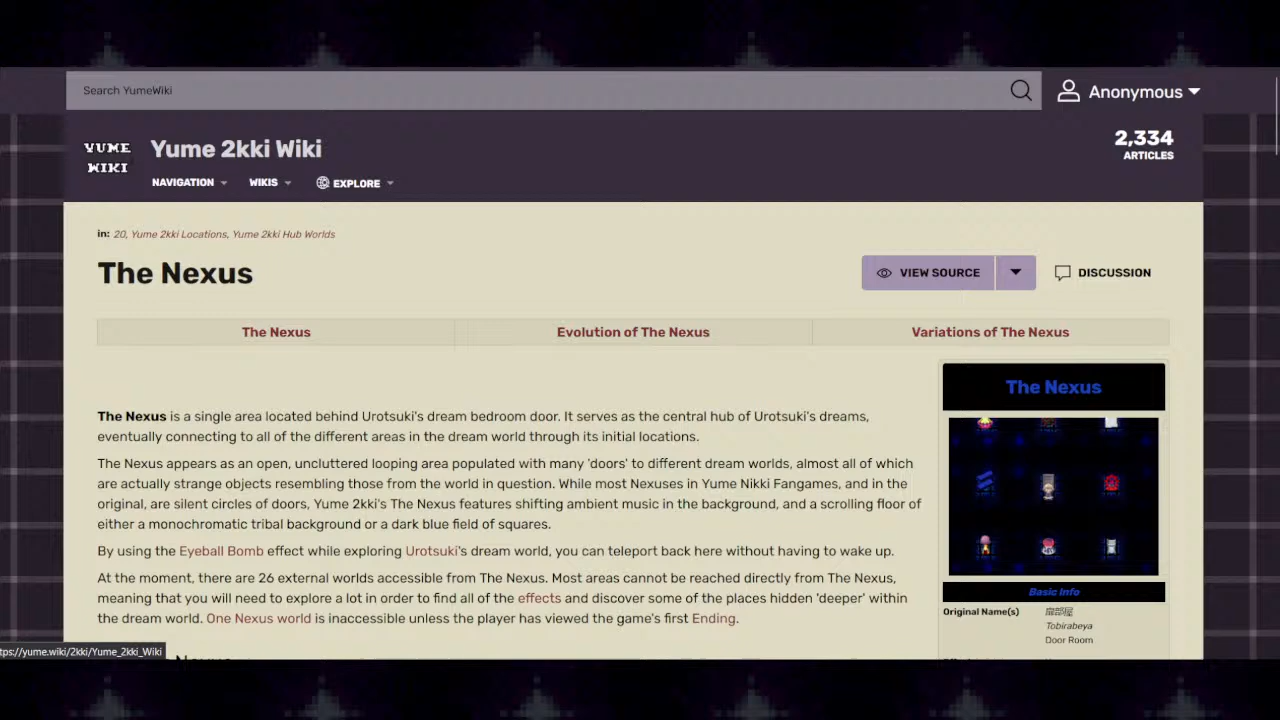 Search YumeWiki
Anonymous
YUME
WIKI
Yume 2kki Wiki
2,334
ARTICLES
NAVIGATION
WIKIS
EXPLORE
in: 20, Yume 2kki Locations, Yume 2kki Hub Worlds
The Nexus
VIEW SOURCE
DISCUSSION
The Nexus
Evolution of The Nexus
Variations of The Nexus
The Nexus is a single area located behind Urotsuki's dream bedroom door. It serves as the central hub of Urotsuki's dreams,
eventually connecting to all of the different areas in the dream world through its initial locations.
The Nexus appears as an open, uncluttered looping area populated with many 'doors' to different dream worlds, almost all of which
are actually strange objects resembling those from the world in question. While most Nexuses in Yume Nikki Fangames, and in the
original, are silent circles of doors, Yume 2kki's The Nexus features shifting ambient music in the background, and a scrolling floor of
either a monochromatic tribal background or a dark blue field of squares.
By using the Eyeball Bomb effect while exploring Urotsuki's dream world, you can teleport back here without having to wake up.
At the moment, there are 26 external worlds accessible from The Nexus. Most areas cannot be reached directly from The Nexus,
meaning that you will need to explore a lot in order to find all of the effects and discover some of the places hidden 'deeper' within
the dream world. One Nexus world is inaccessible unless the player has viewed the game's first Ending.
The Nexus
Basic Info
Original Name(s)
扉部屋
Tobirabeya
Door Room
tps://yume.wiki/2kki/Yume_2kki_Wiki